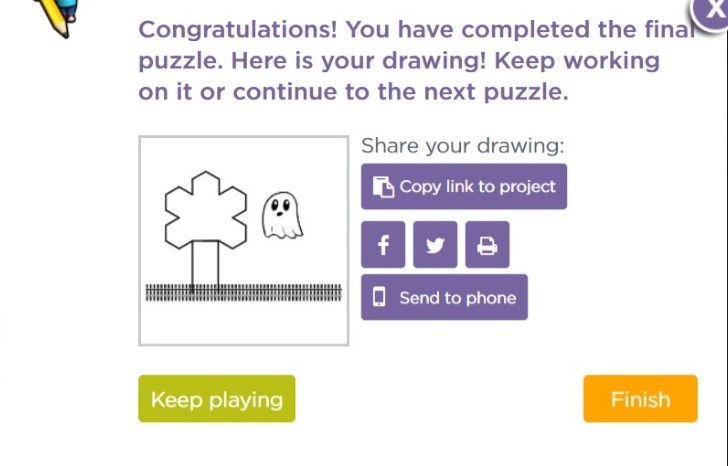 Congratulations! You have completed the final
puzzle. Here is your drawing! Keep working
on it or continue to the next puzzle.
Share your drawing:
Copy link to project
Send to phone
Keep playing
Finish